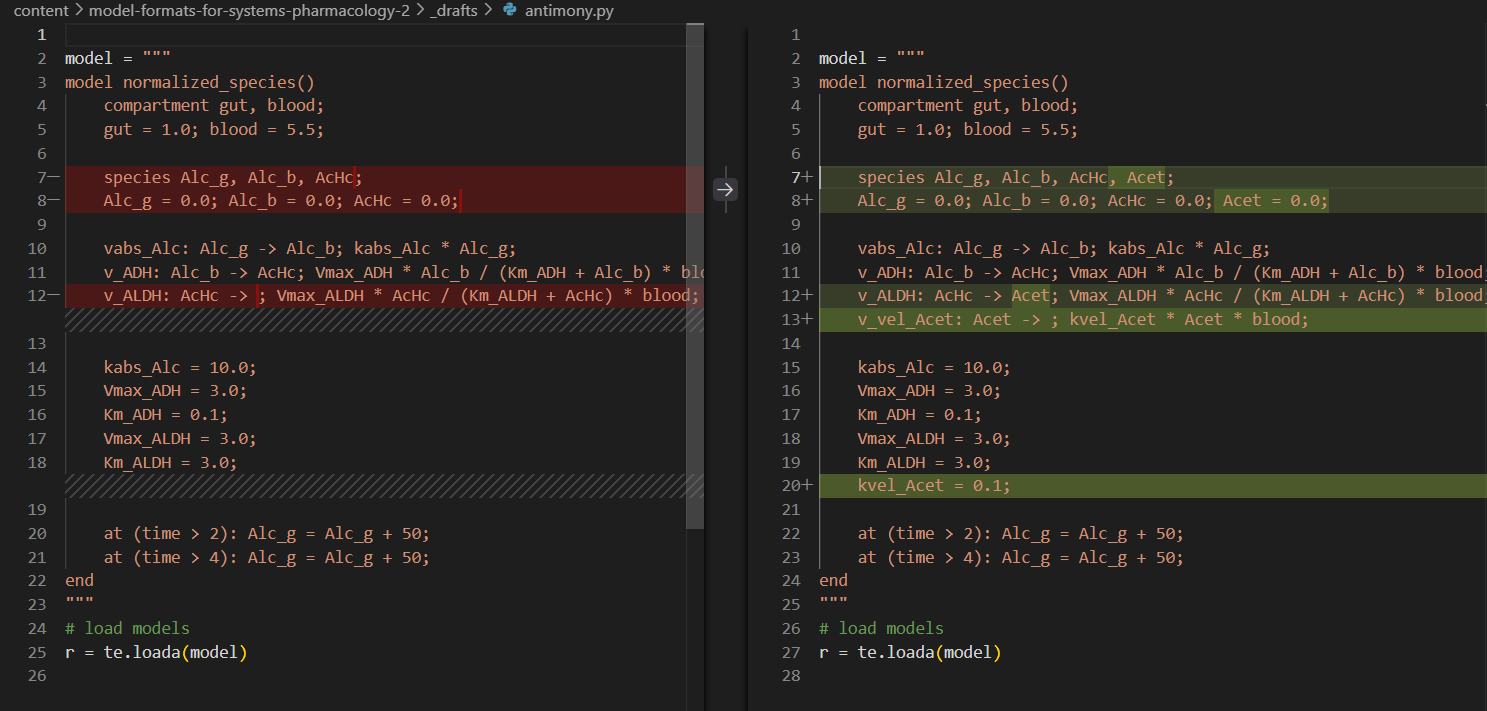 content > model-formats-for-systems-pharmacology-2 > _drafts > antimony.py
1
2 model = """
3 model normalized_species()
4 compartment gut, blood;
5 gut = 1.0; blood = 5.5;
6
7— species Alc_g, Alc_b, AcHc;
8— Alc_g = 0.0; Alc_b = 0.0; AcHc = 0.0;
9
10 vabs_Alc: Alc_g -> Alc_b; kabs_Alc * Alc_g;
11 v_ADH: Alc_b -> AcHc; Vmax_ADH * Alc_b / (Km_ADH + Alc_b) * blo
12— v_ALDH: AcHc -> ; Vmax_ALDH * AcHc / (Km_ALDH + AcHc) * blood;
13
14 kabs_Alc = 10.0;
15 Vmax_ADH = 3.0;
16 Km_ADH = 0.1;
17 Vmax_ALDH = 3.0;
18 Km_ALDH = 3.0;
19
20 at (time > 2): Alc_g = Alc_g + 50;
21 at (time > 4): Alc_g = Alc_g + 50;
22 end
23 """
24 # load models
25 r = te.loada(model)
26
1
2 model = """
3 model normalized_species()
4 compartment gut, blood;
5 gut = 1.0; blood = 5.5;
6
7+ species Alc_g, Alc_b, AcHc, Acet;
8+ Alc_g = 0.0; Alc_b = 0.0; AcHc = 0.0; Acet = 0.0;
9
10 vabs_Alc: Alc_g -> Alc_b; kabs_Alc * Alc_g;
11 v_ADH: Alc_b -> AcHc; Vmax_ADH * Alc_b / (Km_ADH + Alc_b) * blood;
12+ v_ALDH: AcHc -> Acet; Vmax_ALDH * AcHc / (Km_ALDH + AcHc) * blood;
13+ v_vel_Acet: Acet -> ; kvel_Acet * Acet * blood;
14
15 kabs_Alc = 10.0;
16 Vmax_ADH = 3.0;
17 Km_ADH = 0.1;
18 Vmax_ALDH = 3.0;
19 Km_ALDH = 3.0;
20+ kvel_Acet = 0.1;
21
22 at (time > 2): Alc_g = Alc_g + 50;
23 at (time > 4): Alc_g = Alc_g + 50;
24 end
25 """
26 # load models
27 r = te.loada(model)
28